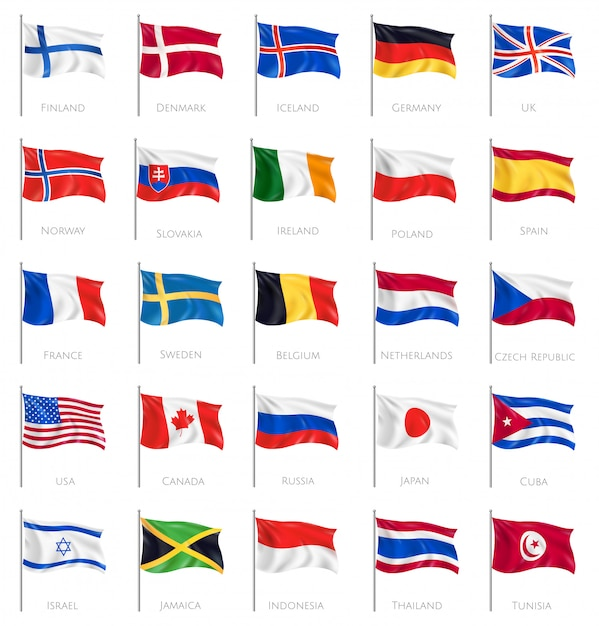 Finland
Denmark
Iceland
Germany
UK
Norway
Slovakia
Ireland
Poland
Spain
France
Sweden
Belgium
Netherlands
Czech Republic
USA
Canada
Russia
Japan
Cuba
Israel
Jamaica
Indonesia
Thailand
Tunisia